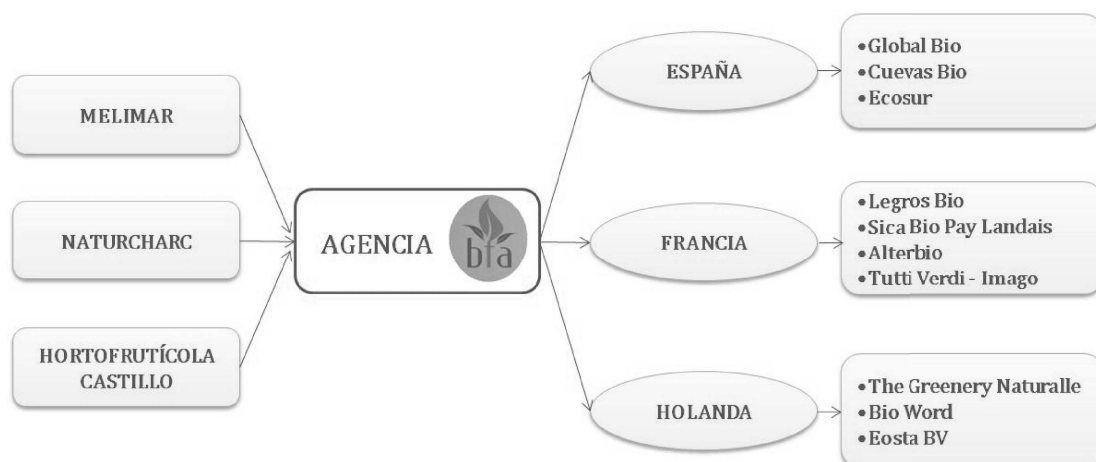 MELIMAR
NATURCHARC
HORTOFRUTÍCOLA
CASTILLO
AGENCIA
bfa
ESPAÑA
•Global Bio
•Cuevas Bio
•Ecosur
FRANCIA
•Legros Bio
•Sica Bio Pay Landais
•Alterbio
•Tutti Verdi - Imago
HOLANDA
•The Greenery Naturalle
•Bio Word
•Eosta BV